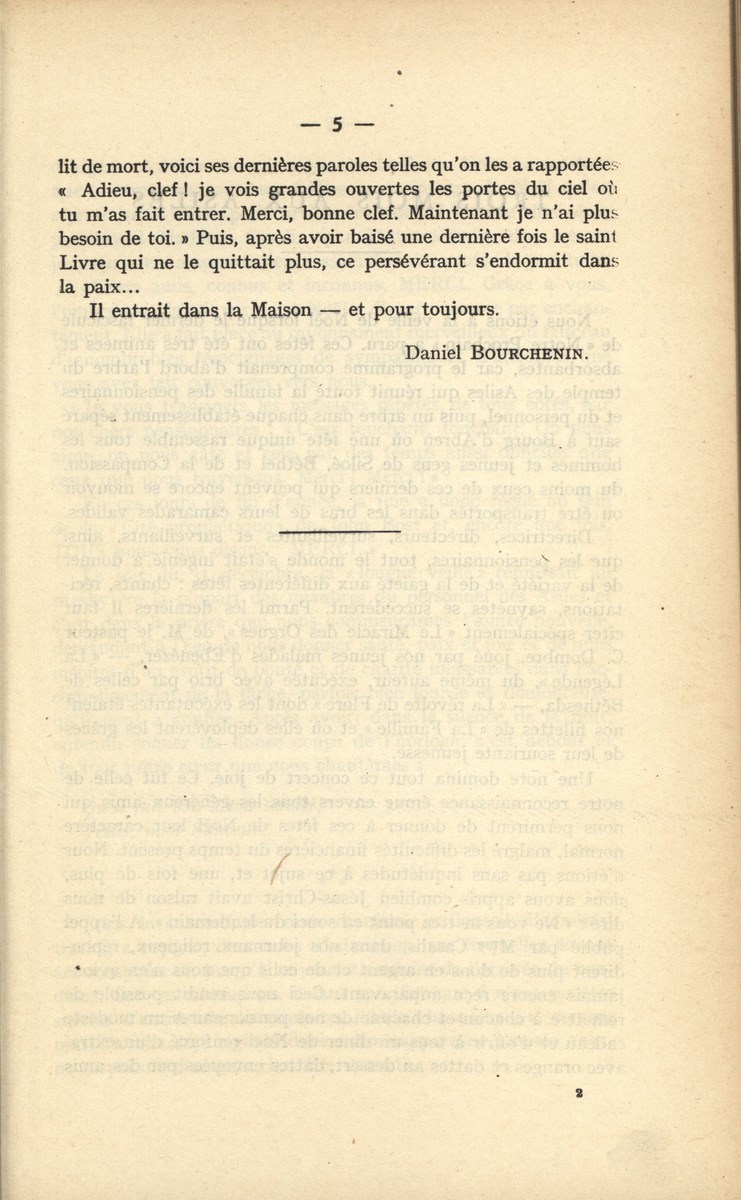 — 5 —
lit de mort, voici ses dernières paroles telles qu'on les a rapportées
« Adieu, clef ! je vois grandes ouvertes les portes du ciel où
tu m'as fait entrer. Merci, bonne clef. Maintenant je n'ai plus
besoin de toi. » Puis, après avoir baisé une dernière fois le saint
Livre qui ne le quittait plus, ce persévérant s'endormit dans
la paix...
Il entrait dans la Maison — et pour toujours.
Daniel BOURCHENIN.
2